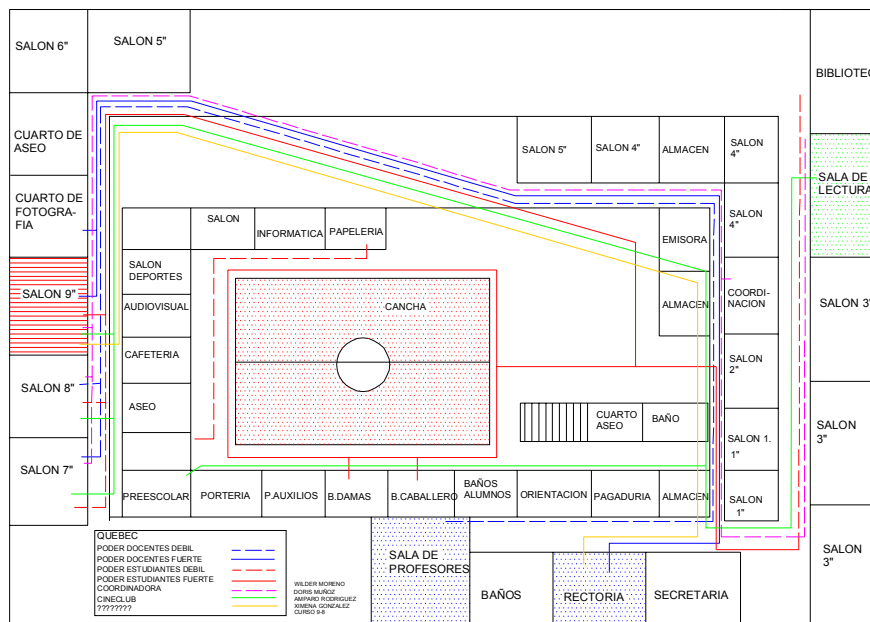 SALON 6"
SALON 5"
BIBLIOTEC
CUARTO DE
ASEO
SALON 5"
SALON 4"
ALMACEN
SALON
4"
SALA DE
LECTURA
CUARTO DE
FOTOGRA-
FIA
SALON
INFORMATICA
PAPELERIA
EMISORA
SALON
4"
SALON
DEPORTES
SALON 9"
AUDIOVISUAL
CANCHA
ALMACEN
COORDI-
NACION
SALON 3"
CAFETERIA
SALON 8"
SALON
2"
ASEO
CUARTO
ASEO
BAÑO
SALON
3"
SALON 7"
SALON 1.
1"
PREESCOLAR
PORTERIA
P.AUXILIOS
B.DAMAS
B.CABALLERO
BAÑOS
ALUMNOS
ORIENTACION
PAGADURIA
ALMACEN
SALON
1"
SALON
3"
SALA DE
PROFESORES
BAÑOS
RECTORIA
SECRETARIA
QUEBEC
PODER DOCENTES DEBIL
PODER DOCENTES FUERTE
PODER ESTUDIANTES DEBIL
PODER ESTUDIANTES FUERTE
COORDINADORA
CINECLUB
????????
WILDER MORENO
DORIS MUÑOZ
AMPARO RODRIGUEZ
XIMENA GONZALEZ
CURSO 9-8